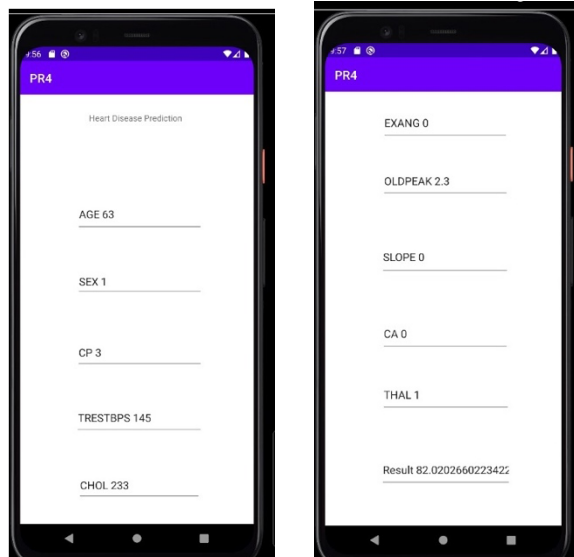 PR4
Heart Disease Prediction
AGE 63
SEX 1
CP 3
TRESTBPS 145
CHOL 233
PR4
EXANG 0
OLDPEAK 2.3
SLOPE 0
CA 0
THAL 1
Result 82.0202660223422